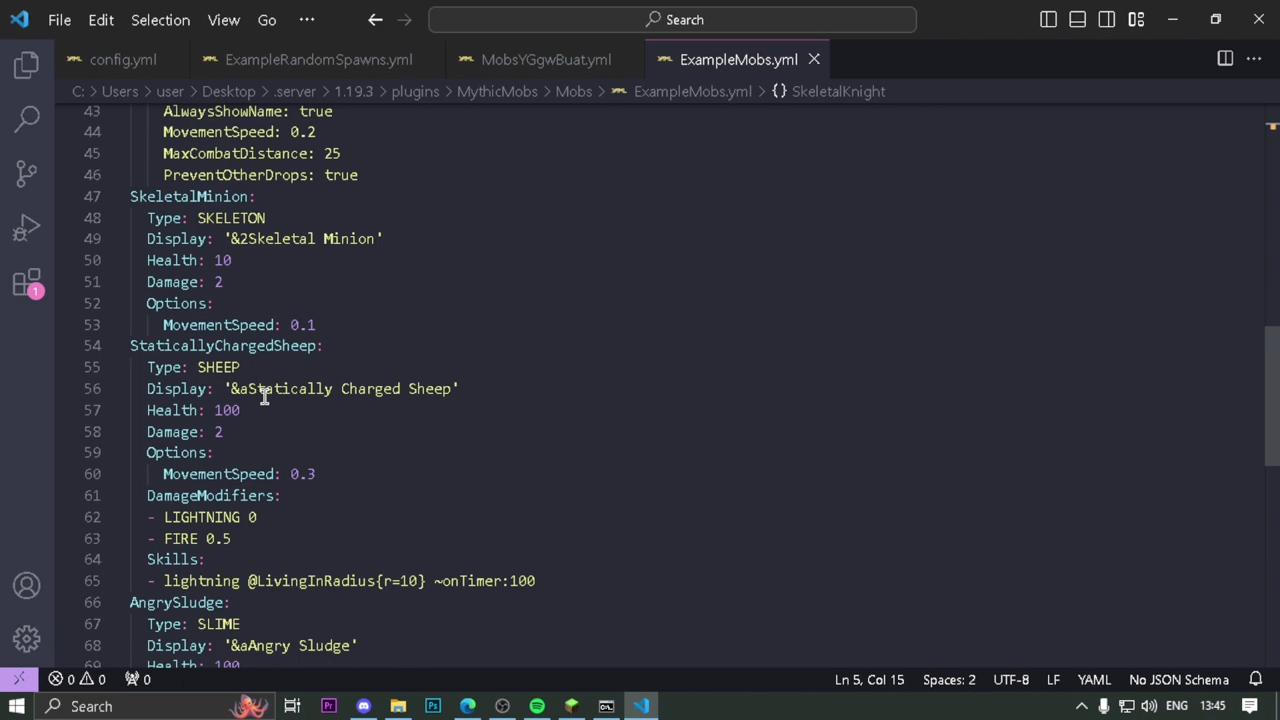 File Edit Selection View Go ··· Search
config.yml ExampleRandomSpawns.yml MobsYGgwBuat.yml ExampleMobs.yml
C: > Users > user > Desktop > .server > 1.19.3 > plugins > MythicMobs > Mobs > ExampleMobs.yml > {} SkeletalKnight
43 AlwaysShowName: true
44 MovementSpeed: 0.2
45 MaxCombatDistance: 25
46 PreventOtherDrops: true
47 SkeletalMinion:
48 Type: SKELETON
49 Display: '&2Skeletal Minion'
50 Health: 10
51 Damage: 2
52 Options:
53 MovementSpeed: 0.1
54 StaticallyChargedSheep:
55 Type: SHEEP
56 Display: '&aStatically Charged Sheep'
57 Health: 100
58 Damage: 2
59 Options:
60 MovementSpeed: 0.3
61 DamageModifiers:
62 - LIGHTNING 0
63 - FIRE 0.5
64 Skills:
65 - lightning @LivingInRadius{r=10} ~onTimer:100
66 AngrySludge:
67 Type: SLIME
68 Display: '&aAngry Sludge'
69 Health: 100
1
0 0 0 Ln 5, Col 15 Spaces: 2 UTF-8 LF YAML No JSON Schema
Search Pr Ps ENG 13:45